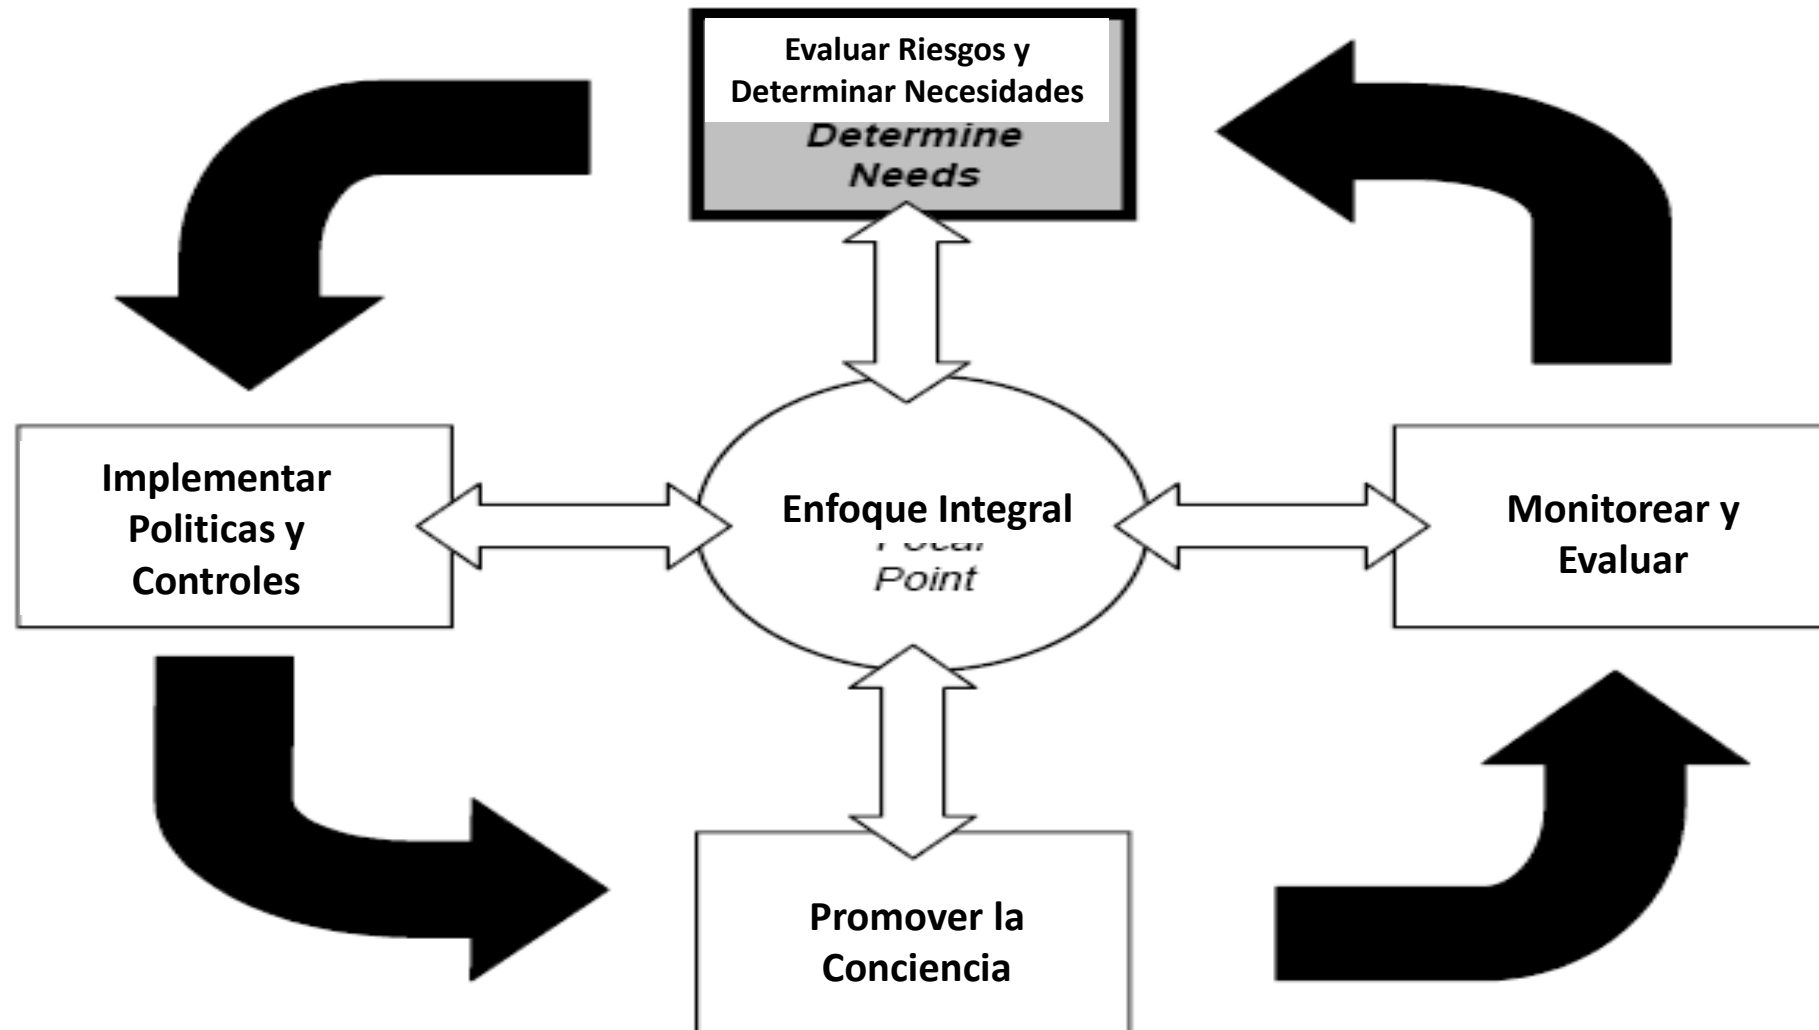 Evaluar Riesgos y
Determinar Necesidades
Determine
Needs
Implementar
Politicas y
Controles
Enfoque Integral
Point
Monitorear y
Evaluar
Promover la
Conciencia